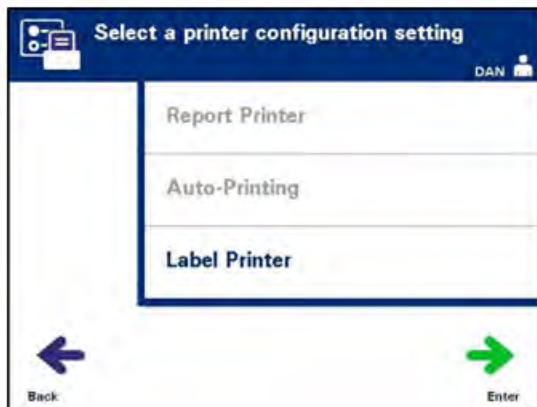 Select a printer configuration setting
DAN
Report Printer
Auto-Printing
Label Printer
Back
Enter